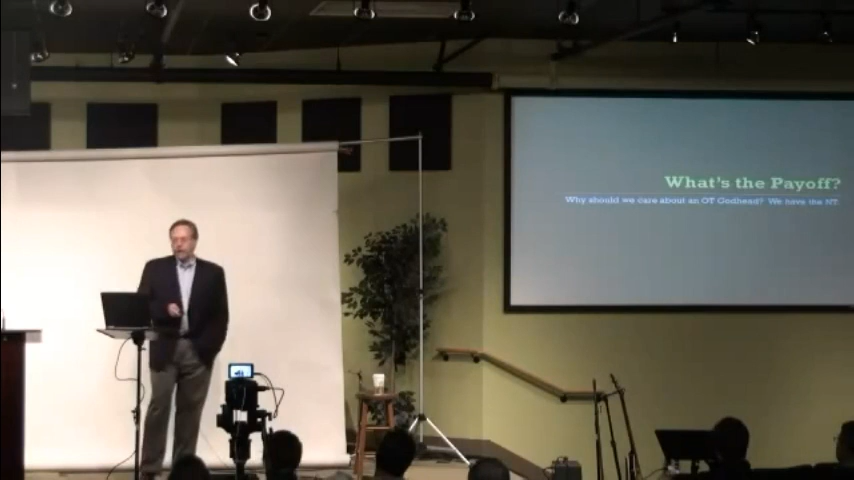 What's the Payoff?
Why should we care about an OT Godhead? We have the NT.